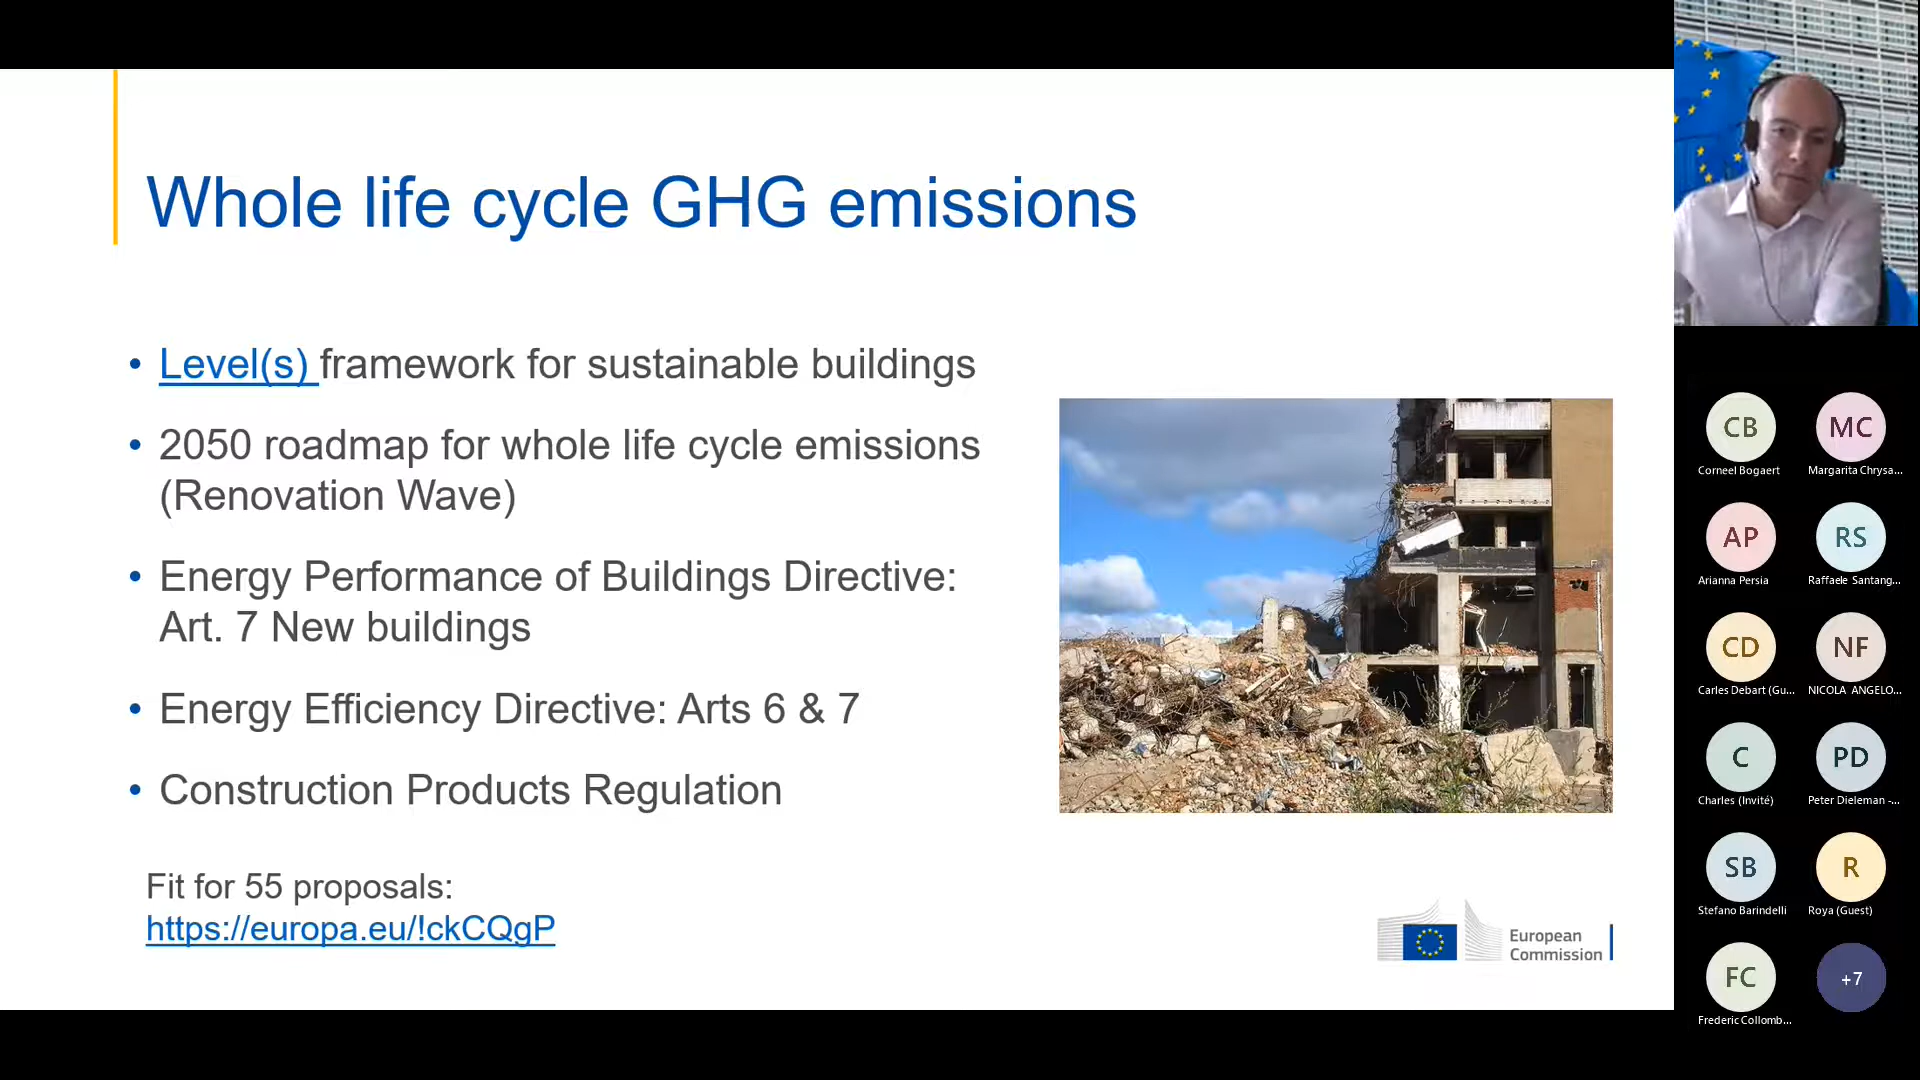 Whole life cycle GHG emissions
• Level(s) framework for sustainable buildings
• 2050 roadmap for whole life cycle emissions
(Renovation Wave)
• Energy Performance of Buildings Directive:
Art. 7 New buildings
• Energy Efficiency Directive: Arts 6 & 7
• Construction Products Regulation
Fit for 55 proposals:
https://europa.eu/!ckCQgP
European
Commission
CB
Corneel Bogaert
MC
Margarita Chrysa...
AP
Arianna Persia
RS
Raffaele Santang...
CD
Carles Debart (Gu...
NF
NICOLA ANGELO...
C
Charles (Invité)
PD
Peter Dieleman -...
SB
Stefano Barindelli
R
Roya (Guest)
FC
Frederic Collomb...
+7